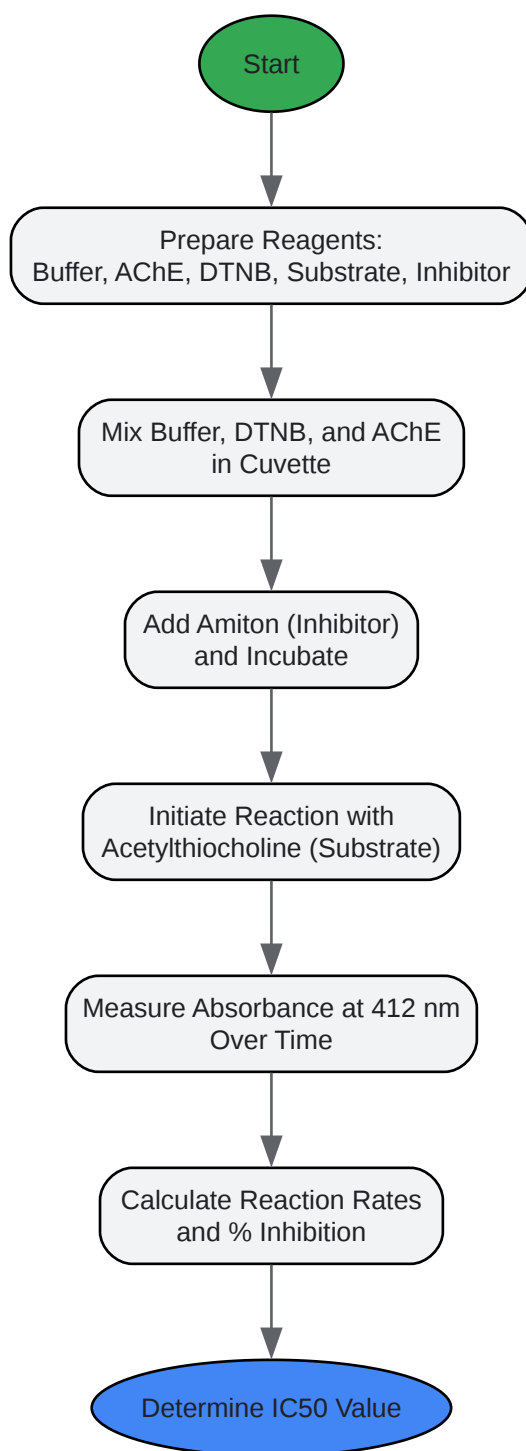 Start
Prepare Reagents:
Buffer, AChE, DTNB, Substrate, Inhibitor
Mix Buffer, DTNB, and AChE
in Cuvette
Add Amiton (Inhibitor)
and Incubate
Initiate Reaction with
Acetylthiocholine (Substrate)
Measure Absorbance at 412 nm
Over Time
Calculate Reaction Rates
and % Inhibition
Determine IC50 Value